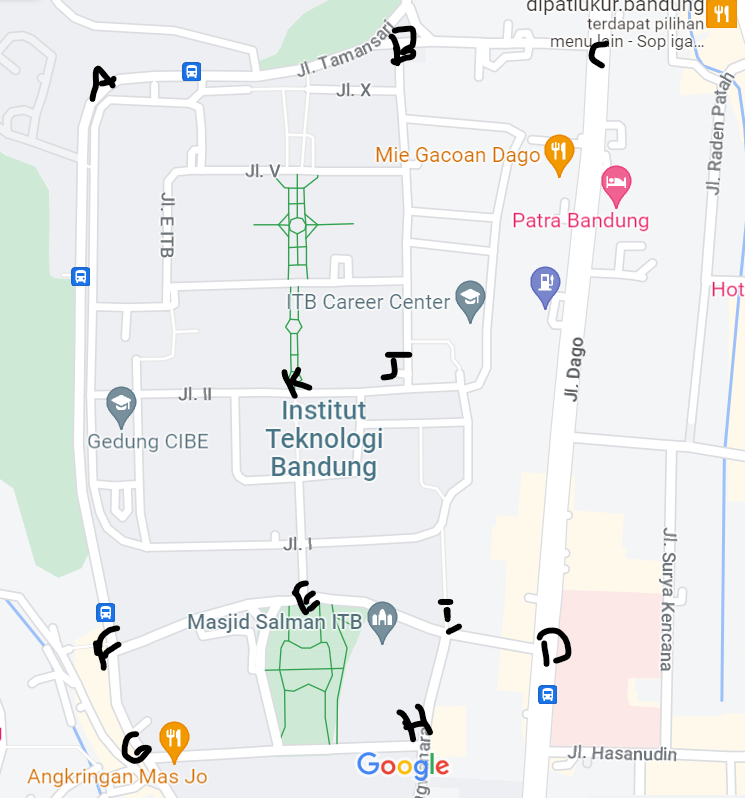 dipatiukur.bandung
terdapat pilihan
menu lain - Sop iga...
B
C
Jl. Tamansari
A
Jl. X
Jl. Raden Patah
Mie Gacoan Dago
Jl. V
Patra Bandung
Jl. E ITB
Hot
ITB Career Center
Jl. Dago
J
K
Jl. II
Institut
Teknologi
Bandung
Gedung CIBE
Jl. I
Jl. Surya Kencana
E
I
Masjid Salman ITB
F
D
H
G
Jl. Hasanudin
Google
Angkringan Mas Jo